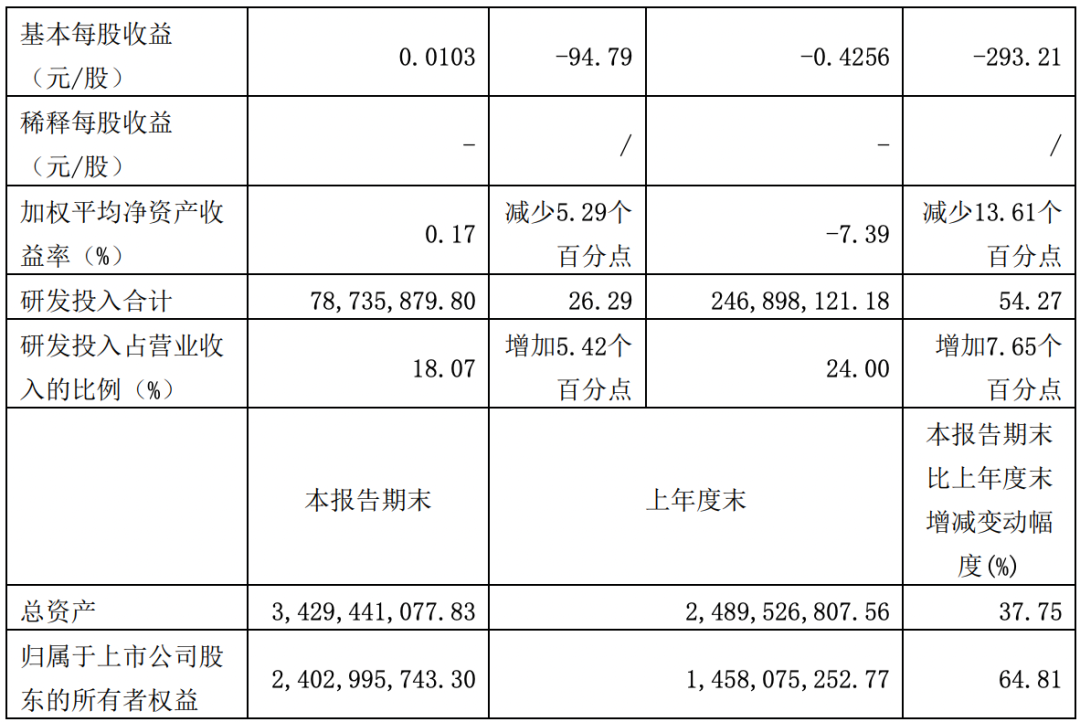 基本每股收益
（元/股）
0.0103
-94.79
-0.4256
-293.21
稀释每股收益
（元/股）
-
/
-
/
加权平均净资产收
益率（%）
0.17
减少5.29个
百分点
-7.39
减少13.61个
百分点
研发投入合计
78,735,879.80
26.29
246,898,121.18
54.27
研发投入占营业收
入的比例（%）
18.07
增加5.42个
百分点
24.00
增加7.65个
百分点
本报告期末
上年度末
本报告期末
比上年度末
增减变动幅
度(%)
总资产
3,429,441,077.83
2,489,526,807.56
37.75
归属于上市公司股
东的所有者权益
2,402,995,743.30
1,458,075,252.77
64.81